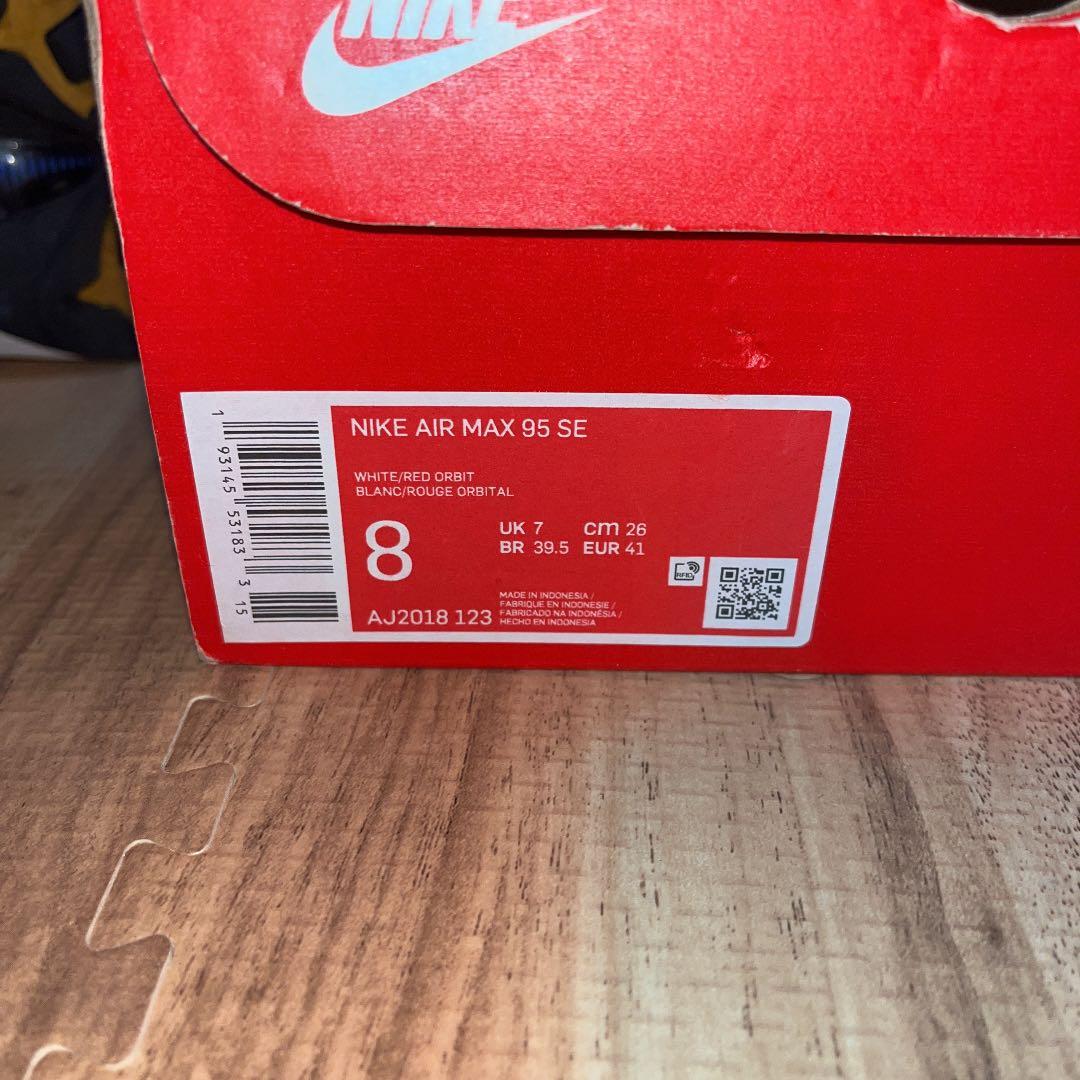 NIKE
NIKE AIR MAX 95 SE
WHITE/RED ORBIT
BLANC/ROUGE ORBITAL
8
UK 7 cm 26
BR 39.5 EUR 41
AJ2018 123
MADE IN INDONESIA /
FABRIQUE EN INDONESIE /
FABRICADO NA INDONÉSIA /
HECHO EN INDONESIA
RFID
1 93145 53183 3 15